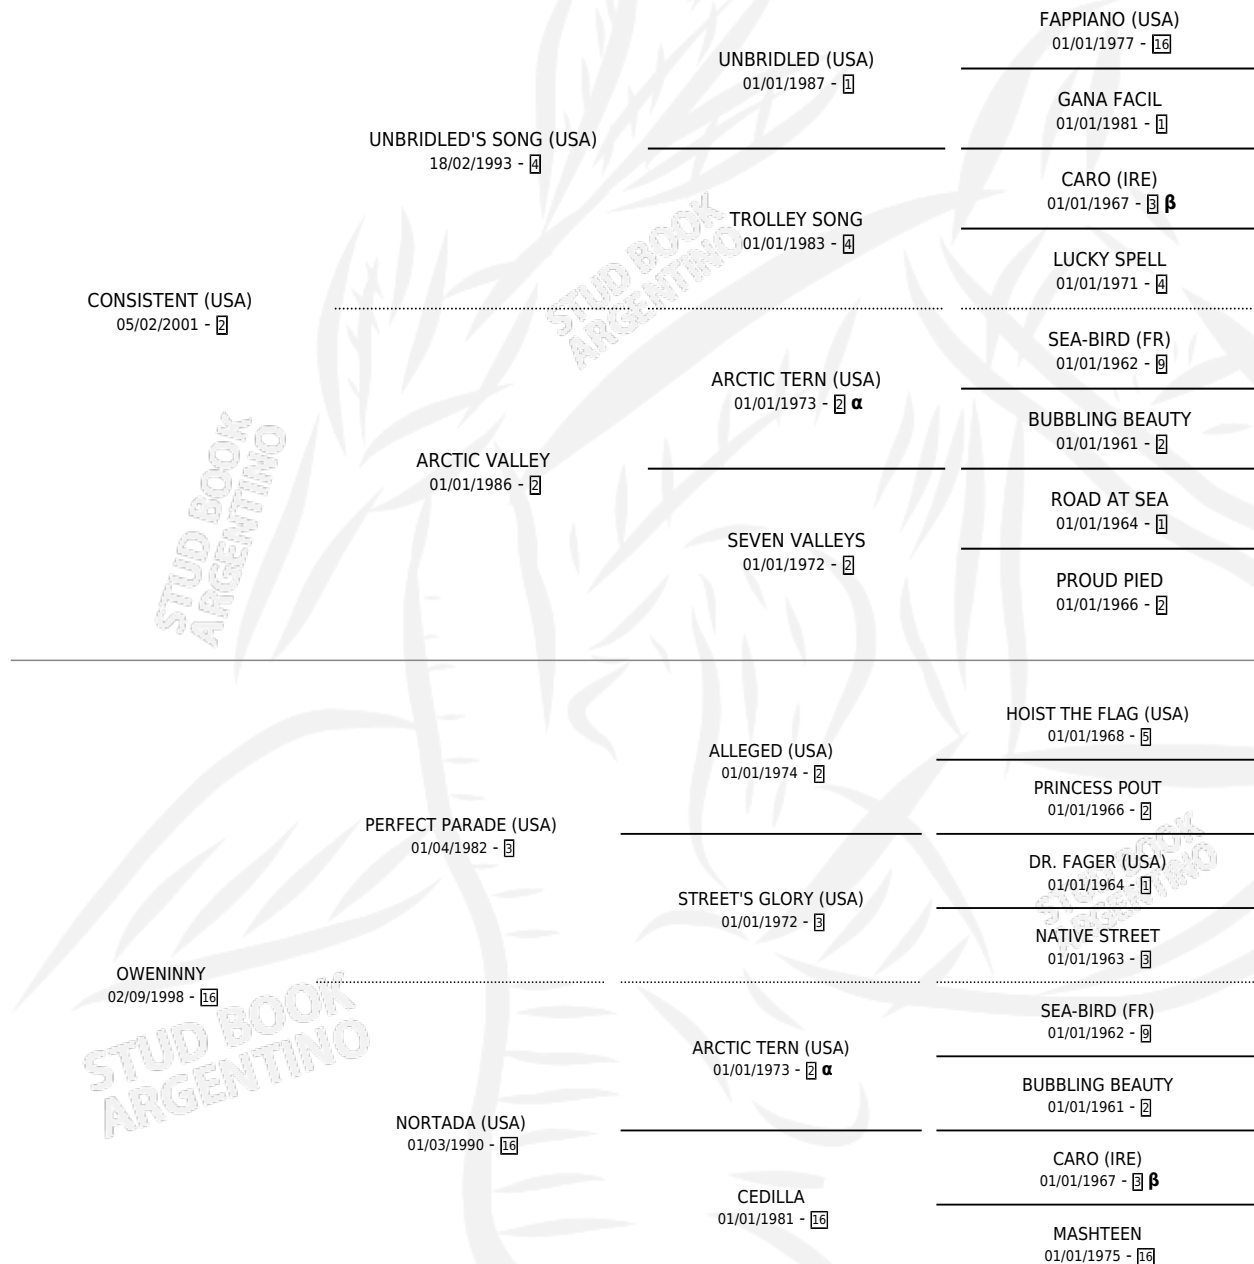 FAPPIANO (USA)
01/01/1977 - 16
UNBRIDLED (USA)
01/01/1987 - 1
GANA FACIL
01/01/1981 - 1
UNBRIDLED'S SONG (USA)
18/02/1993 - 4
CARO (IRE)
01/01/1967 - 3 β
TROLLEY SONG
01/01/1983 - 4
LUCKY SPELL
01/01/1971 - 4
CONSISTENT (USA)
05/02/2001 - 2
SEA-BIRD (FR)
01/01/1962 - 9
ARCTIC TERN (USA)
01/01/1973 - 2 α
BUBBLING BEAUTY
01/01/1961 - 2
ARCTIC VALLEY
01/01/1986 - 2
ROAD AT SEA
01/01/1964 - 1
SEVEN VALLEYS
01/01/1972 - 2
PROUD PIED
01/01/1966 - 2
STUD BOOK
ARGENTINO
STUD BOOK
ARGENTINO
HOIST THE FLAG (USA)
01/01/1968 - 5
ALLEGED (USA)
01/01/1974 - 2
PRINCESS POUT
01/01/1966 - 2
PERFECT PARADE (USA)
01/04/1982 - 3
DR. FAGER (USA)
01/01/1964 - 1
STREET'S GLORY (USA)
01/01/1972 - 3
NATIVE STREET
01/01/1963 - 3
OWENINNY
02/09/1998 - 16
SEA-BIRD (FR)
01/01/1962 - 9
ARCTIC TERN (USA)
01/01/1973 - 2 α
BUBBLING BEAUTY
01/01/1961 - 2
NORTADA (USA)
01/03/1990 - 16
CARO (IRE)
01/01/1967 - 3 β
CEDILLA
01/01/1981 - 16
MASHTEEN
01/01/1975 - 16
STUD BOOK
ARGENTINO
STUD BOOK
ARGENTINO